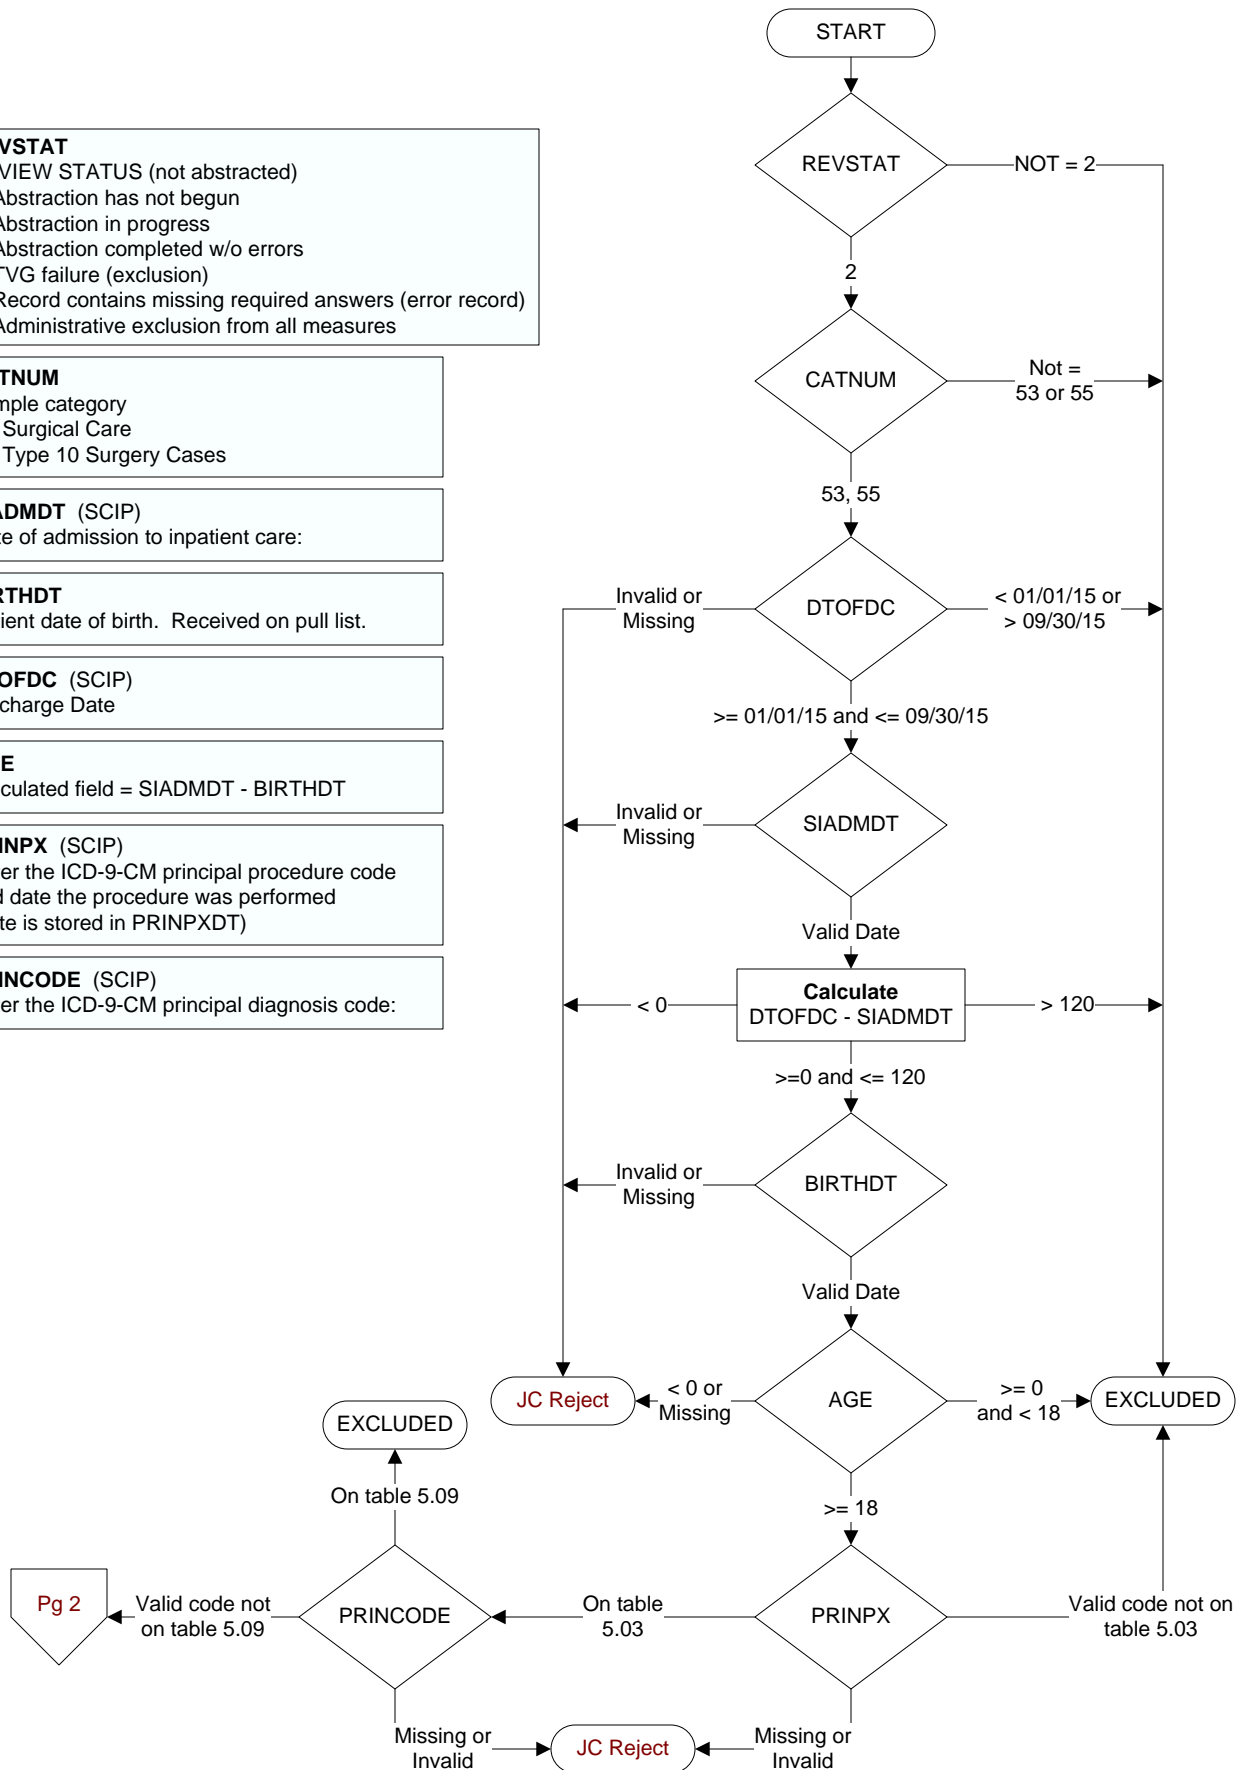 START
REVSTAT
NOT = 2
2
CATNUM
Not =
53 or 55
53, 55
Invalid or
Missing
DTOFDC
< 01/01/15 or
> 09/30/15
>= 01/01/15 and <= 09/30/15
Invalid or
Missing
SIADMDT
Valid Date
< 0
Calculate
DTOFDC - SIADMDT
> 120
>=0 and <= 120
Invalid or
Missing
BIRTHDT
Valid Date
JC Reject
< 0 or
Missing
AGE
>= 0
and < 18
EXCLUDED
EXCLUDED
On table 5.09
>= 18
Pg 2
Valid code not
on table 5.09
PRINCODE
On table
5.03
PRINPX
Valid code not on
table 5.03
Missing or
Invalid
JC Reject
Missing or
Invalid
VSTAT
VIEW STATUS (not abstracted)
Abstraction has not begun
Abstraction in progress
Abstraction completed w/o errors
TVG failure (exclusion)
Record contains missing required answers (error record)
Administrative exclusion from all measures
TNUM
mple category
Surgical Care
Type 10 Surgery Cases
ADMDT (SCIP)
te of admission to inpatient care:
RTHDT
tient date of birth. Received on pull list.
OFDC (SCIP)
charge Date
E
culated field = SIADMDT - BIRTHDT
INPX (SCIP)
er the ICD-9-CM principal procedure code
d date the procedure was performed
te is stored in PRINPXDT)
INCODE (SCIP)
er the ICD-9-CM principal diagnosis code: